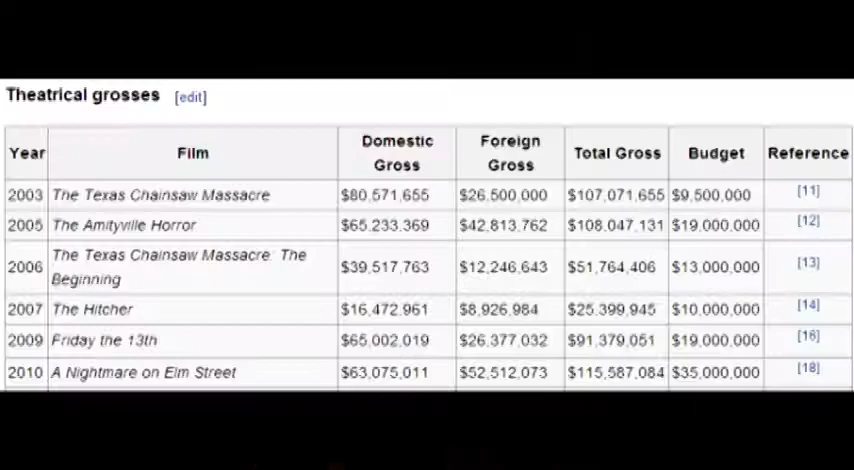 Theatrical grosses [edit]
Year Film Domestic Gross Foreign Gross Total Gross Budget Reference
2003 The Texas Chainsaw Massacre $80,571,655 $26,500,000 $107,071,655 $9,500,000 [11]
2005 The Amityville Horror $65,233,369 $42,813,762 $108,047,131 $19,000,000 [12]
2006 The Texas Chainsaw Massacre: The Beginning $39,517,763 $12,246,643 $51,764,406 $13,000,000 [13]
2007 The Hitcher $16,472,961 $8,926,984 $25,399,945 $10,000,000 [14]
2009 Friday the 13th $65,002,019 $26,377,032 $91,379,051 $19,000,000 [16]
2010 A Nightmare on Elm Street $63,075,011 $52,512,073 $115,587,084 $35,000,000 [18]